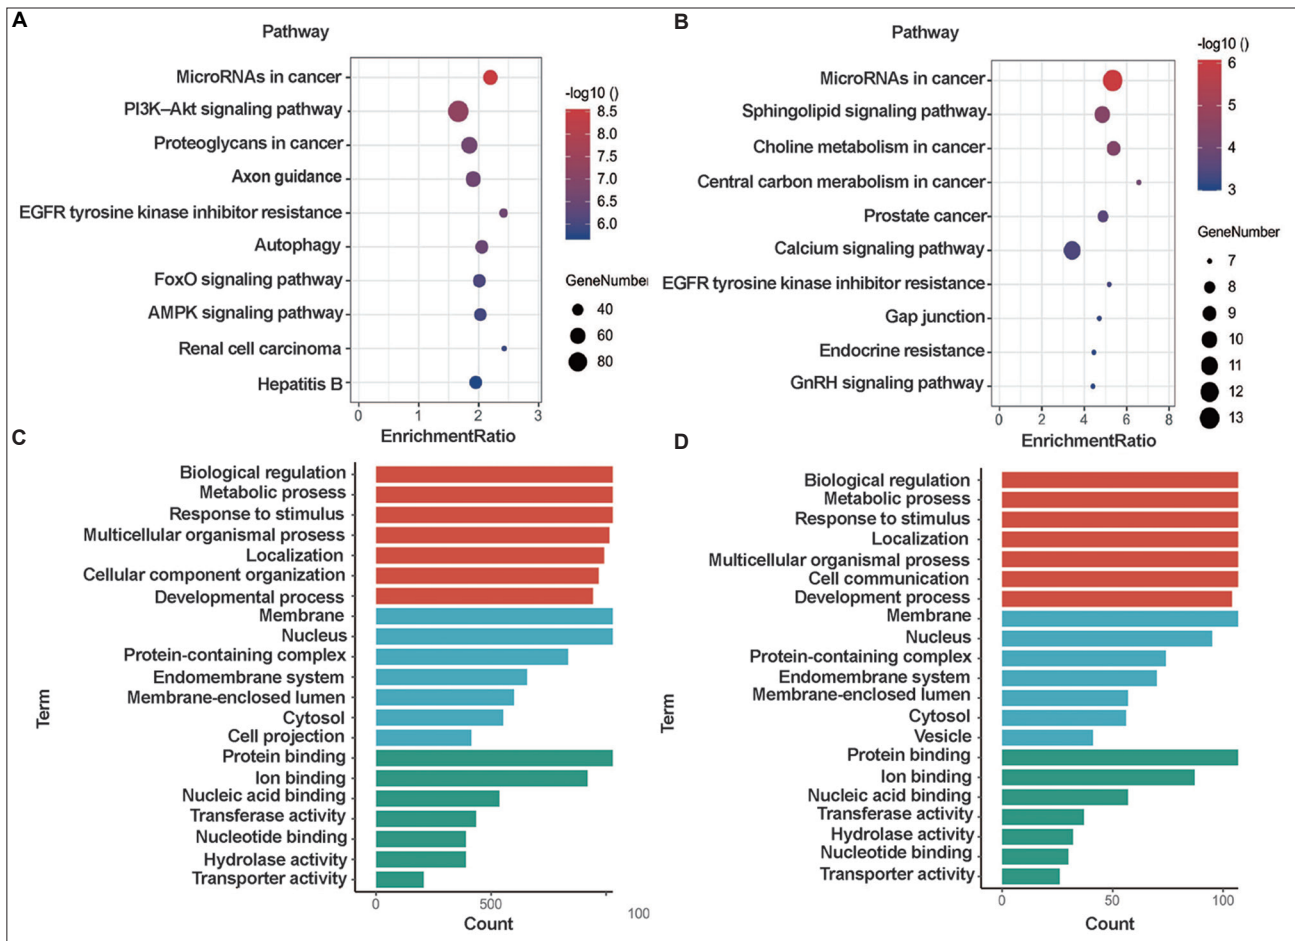 A
Pathway
MicroRNAs in cancer
PI3K–Akt signaling pathway
Proteoglycans in cancer
Axon guidance
EGFR tyrosine kinase inhibitor resistance
Autophagy
FoxO signaling pathway
AMPK signaling pathway
Renal cell carcinoma
Hepatitis B
0 1 2 3
EnrichmentRatio
-log10 ()
8.5
8.0
7.5
7.0
6.5
6.0
GeneNumber
40
60
80
B
Pathway
MicroRNAs in cancer
Sphingolipid signaling pathway
Choline metabolism in cancer
Central carbon merabolism in cancer
Prostate cancer
Calcium signaling pathway
EGFR tyrosine kinase inhibitor resistance
Gap junction
Endocrine resistance
GnRH signaling pathway
0 2 4 6 8
EnrichmentRatio
-log10 ()
6
5
4
3
GeneNumber
7
8
9
10
11
12
13
C
Term
Biological regulation
Metabolic prosess
Response to stimulus
Multicellular organismal prosess
Localization
Cellular component organization
Developmental process
Membrane
Nucleus
Protein-containing complex
Endomembrane system
Membrane-enclosed lumen
Cytosol
Cell projection
Protein binding
Ion binding
Nucleic acid binding
Transferase activity
Nucleotide binding
Hydrolase activity
Transporter activity
0 500 100
Count
D
Term
Biological regulation
Metabolic prosess
Response to stimulus
Localization
Multicellular organismal prosess
Cell communication
Development process
Membrane
Nucleus
Protein-containing complex
Endomembrane system
Membrane-enclosed lumen
Cytosol
Vesicle
Protein binding
Ion binding
Nucleic acid binding
Transferase activity
Hydrolase activity
Nucleotide binding
Transporter activity
0 50 100
Count